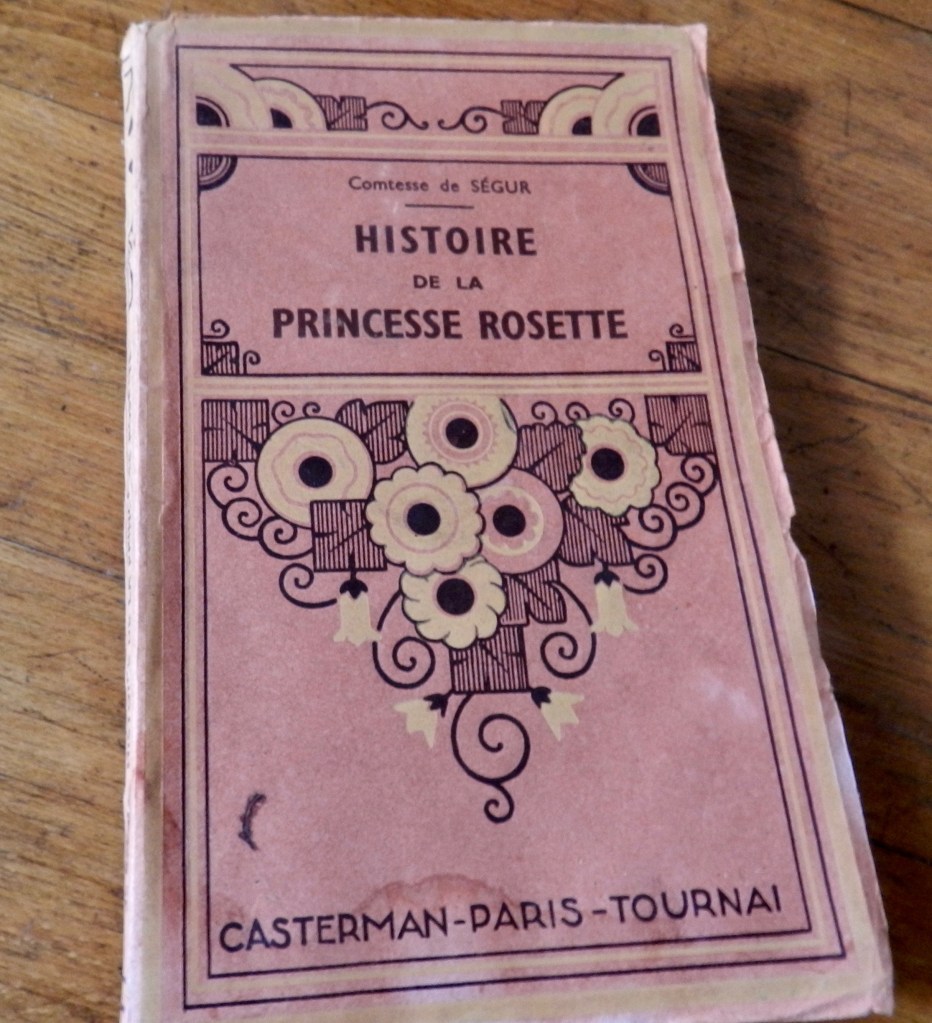 Comtesse de SÉGUR
HISTOIRE
DE LA
PRINCESSE ROSETTE
CASTERMAN-PARIS-TOURNAI